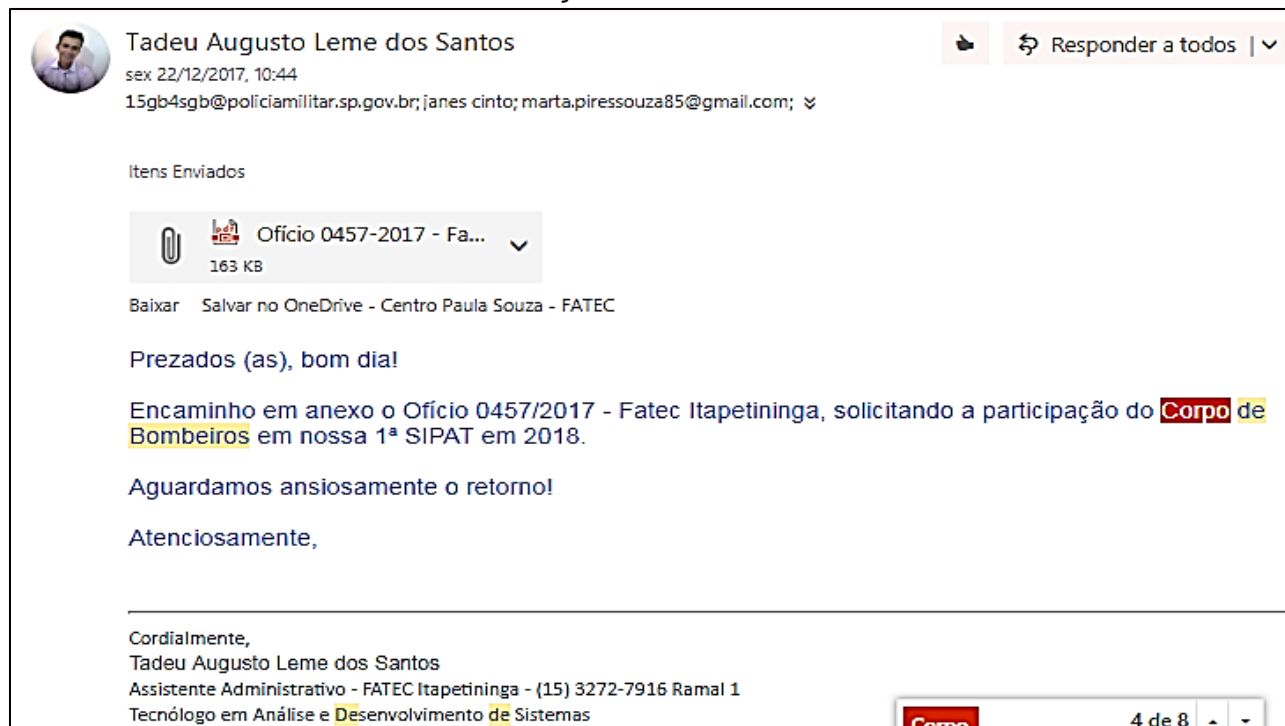 Tadeu Augusto Leme dos Santos
Responder a todos |
sex 22/12/2017, 10:44
15gb4sgb@policiamilitar.sp.gov.br; janes cinto; marta.piressouza85@gmail.com;
Itens Enviados
Ofício 0457-2017 - Fa...
163 KB
Baixar Salvar no OneDrive - Centro Paula Souza - FATEC
Prezados (as), bom dia!
Encaminho em anexo o Ofício 0457/2017 - Fatec Itapetininga, solicitando a participação do Corpo de
Bombeiros em nossa 1ª SIPAT em 2018.
Aguardamos ansiosamente o retorno!
Atenciosamente,
Cordialmente,
Tadeu Augusto Leme dos Santos
Assistente Administrativo - FATEC Itapetininga - (15) 3272-7916 Ramal 1
Tecnólogo em Análise e Desenvolvimento de Sistemas
Corpo 4 de 8